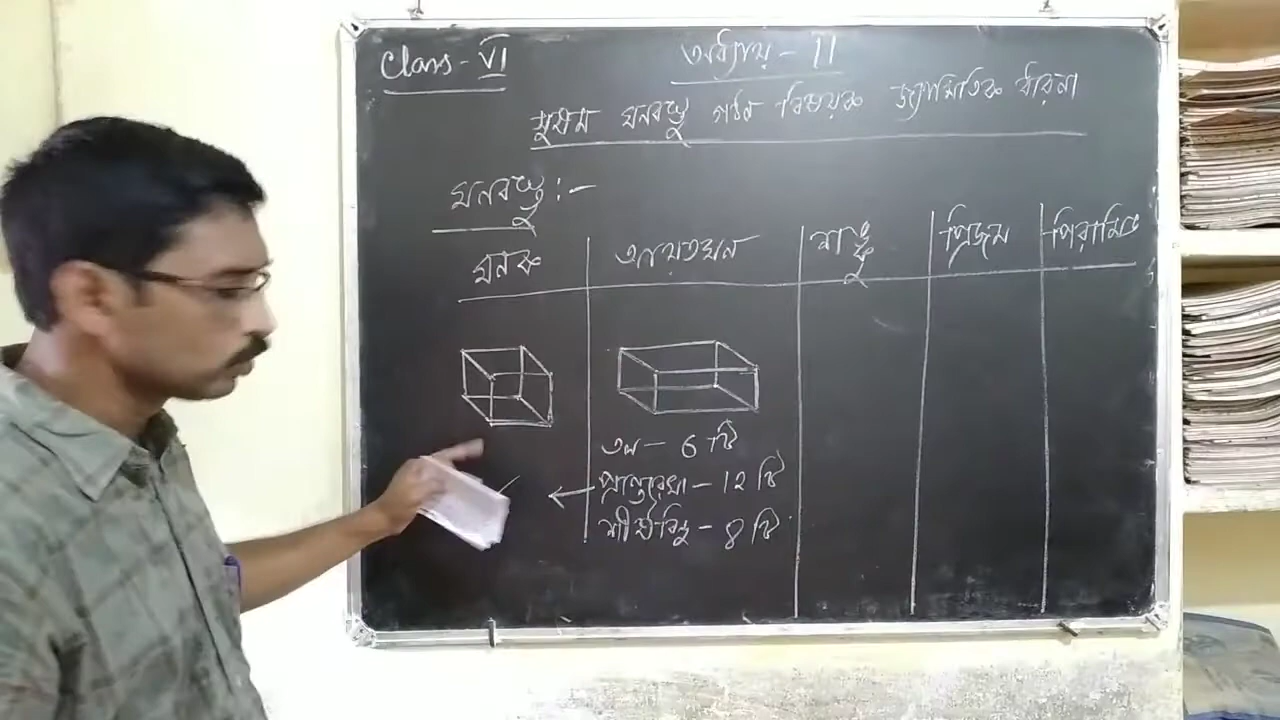 Class - VI
অধ্যায় - 11
সুষম ঘনবস্তু গঠন বিষয়ক জ্যামিতিক ধারনা
ঘনবস্তু :-
ঘনক আয়তঘন শঙ্কু প্রিজম পিরামিড
তল — 6 টি
প্রান্তরেখা — 12 টি
শীর্ষবিন্দু — 8 টি